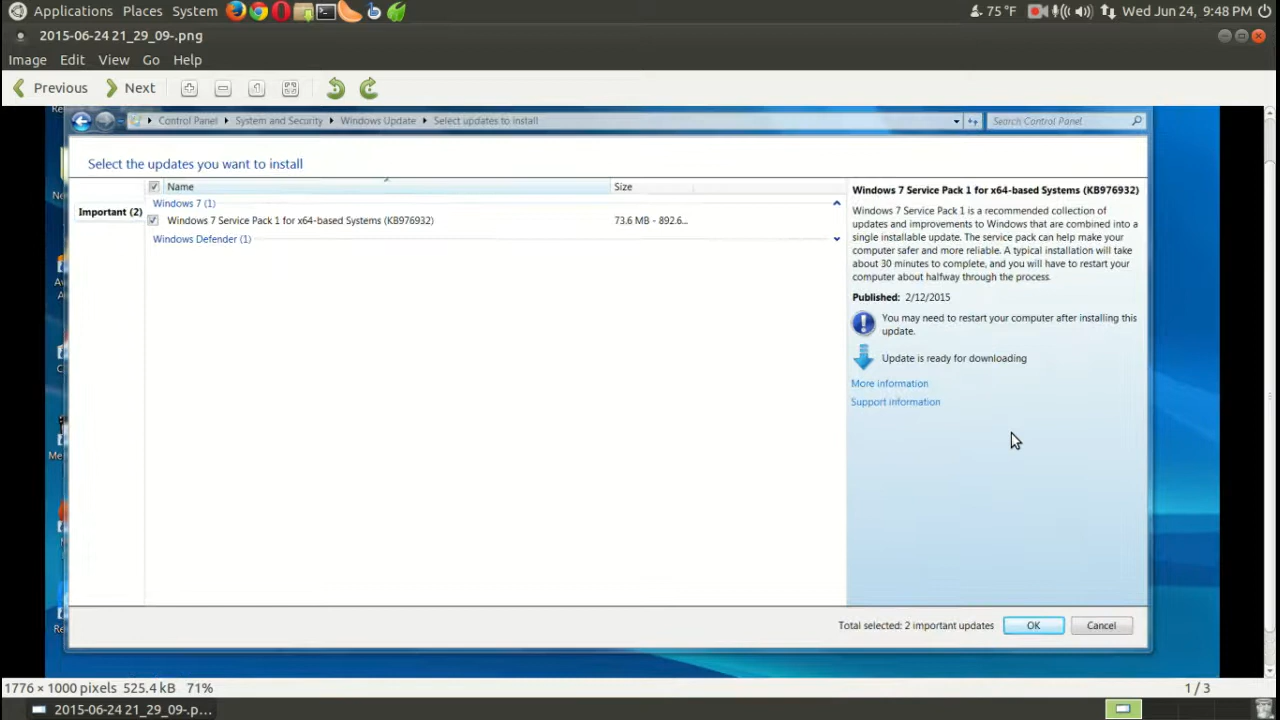 Applications Places System 75 °F Wed Jun 24, 9:48 PM
2015-06-24 21_29_09-.png
Image Edit View Go Help
Previous Next
Control Panel System and Security Windows Update Select updates to install Search Control Panel
Select the updates you want to install
Name Size
Important (2)
Windows 7 (1)
Windows 7 Service Pack 1 for x64-based Systems (KB976932) 73.6 MB - 892.6...
Windows Defender (1)
Windows 7 Service Pack 1 for x64-based Systems (KB976932)
Windows 7 Service Pack 1 is a recommended collection of
updates and improvements to Windows that are combined into a
single installable update. The service pack can help make your
computer safer and more reliable. A typical installation will take
about 30 minutes to complete, and you will have to restart your
computer about halfway through the process.
Published: 2/12/2015
You may need to restart your computer after installing this
update.
Update is ready for downloading
More information
Support information
Total selected: 2 important updates OK Cancel
1776 × 1000 pixels 525.4 kB 71% 1 / 3
2015-06-24 21_29_09-.p...